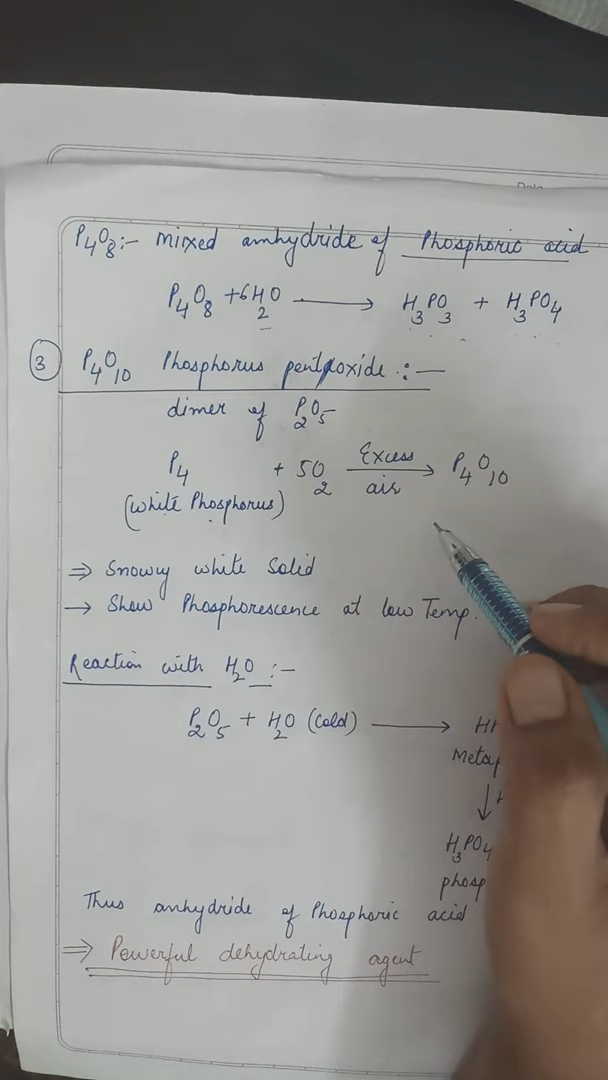 P4O8:- mixed anhydride of Phosphoric acid
P4O8 + 6H2O ⟶ H3PO3 + H3PO4
③ P4O10 Phosphorus pentoxide :—
dimer of P2O5
P4 + 5O2 Excess air ⟶ P4O10
(White Phosphorus)
⇒ Snowy white Solid
→ Show Phosphorescence at low Temp.
Reaction with H2O :-
P2O5 + H2O (Cold) ⟶
↓
H3PO4
Thus anhydride of Phosphoric acid
⇒ Powerful dehydrating agent